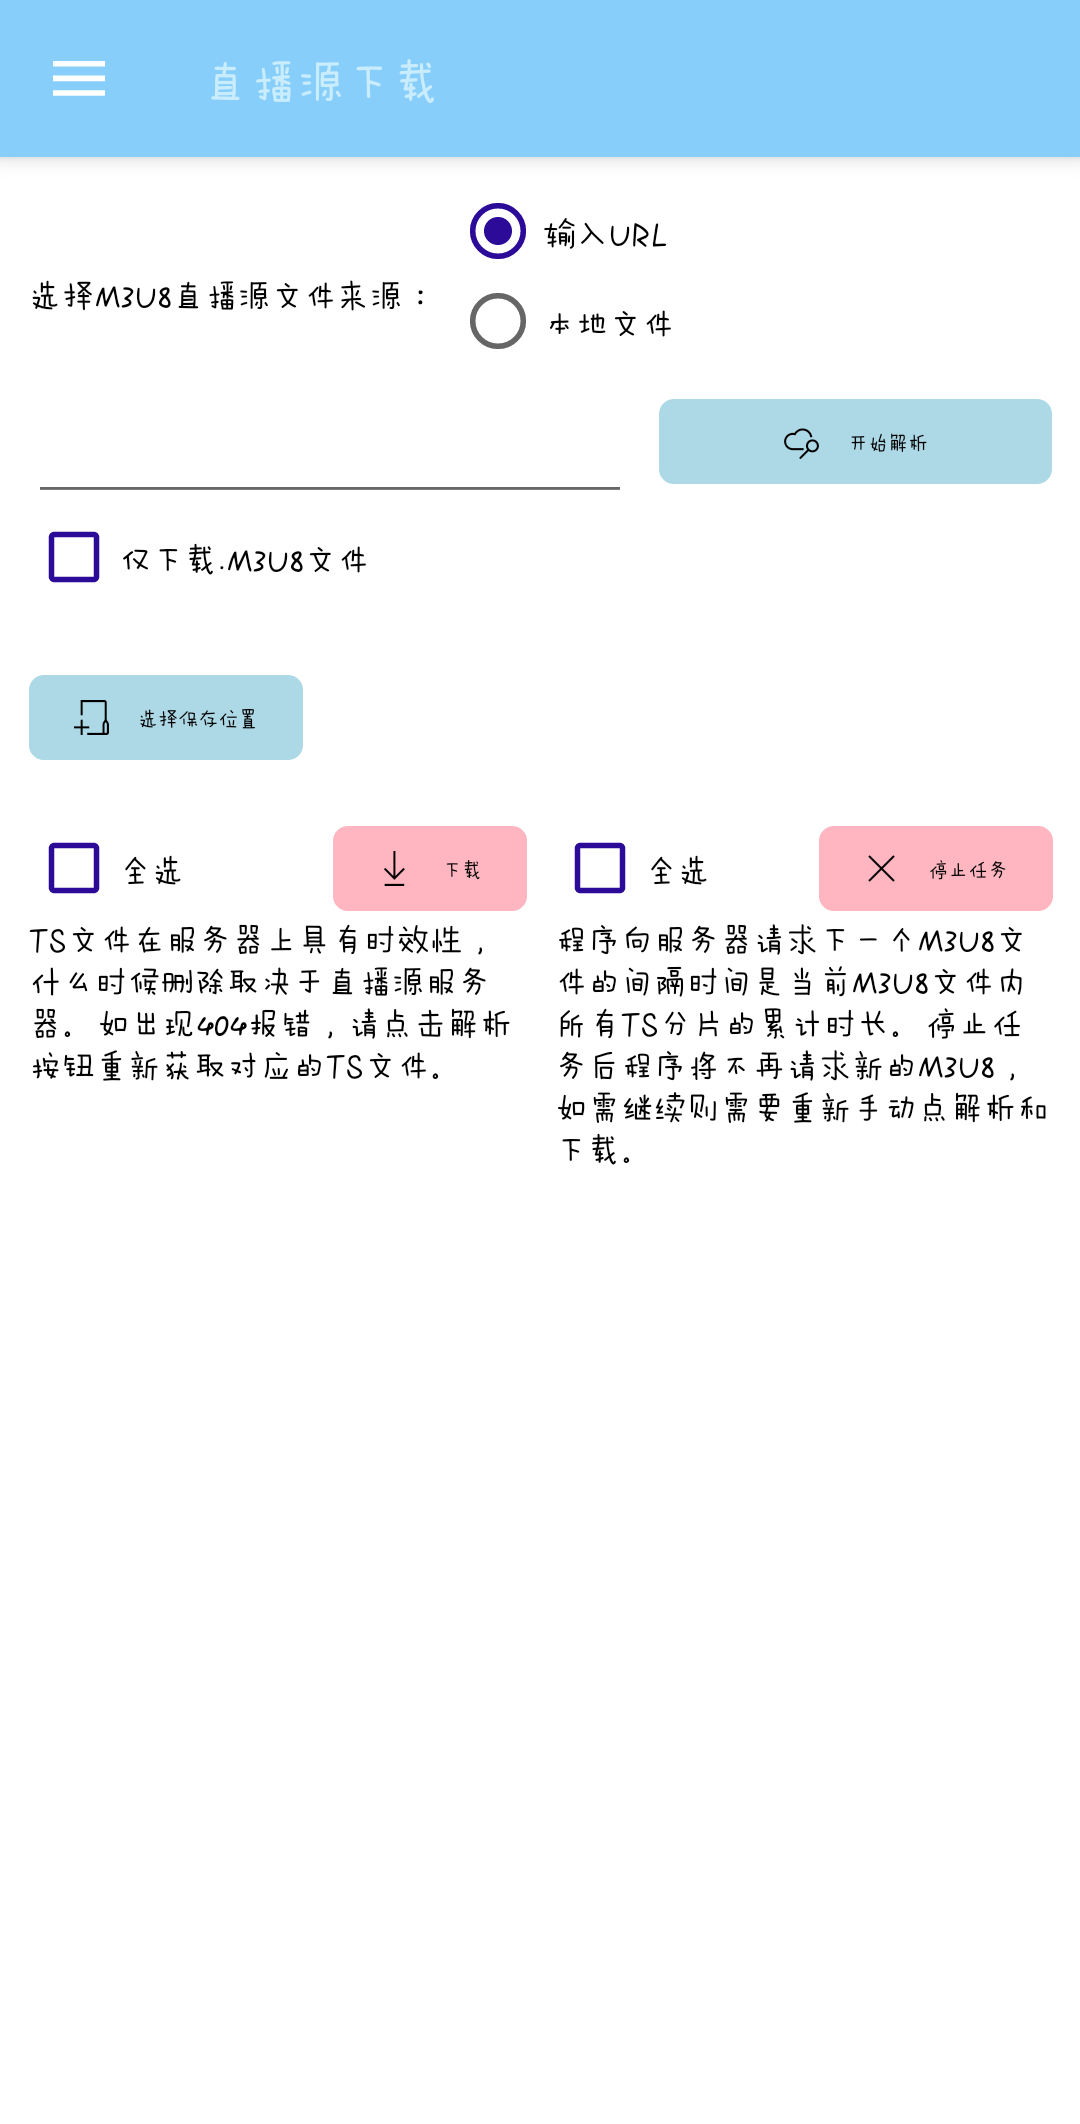 直播源下载
输入URL
选择M3U8直播源文件来源：
本地文件
开始解析
仅下载.M3U8文件
选择保存位置
全选
下载
全选
停止任务
TS文件在服务器上具有时效性，
什么时候删除取决于直播源服务
器。如出现404报错，请点击解析
按钮重新获取对应的TS文件。
程序向服务器请求下一个M3U8文
件的间隔时间是当前M3U8文件内
所有TS分片的累计时长。停止任
务后程序将不再请求新的M3U8，
如需继续则需要重新手动点解析和
下载。